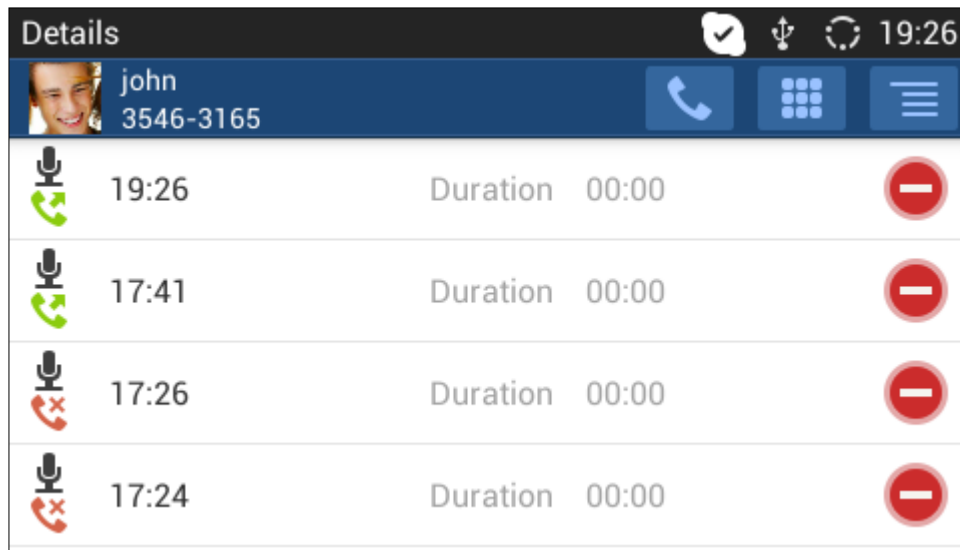 Details 19:26
john
3546-3165
19:26 Duration 00:00
17:41 Duration 00:00
17:26 Duration 00:00
17:24 Duration 00:00